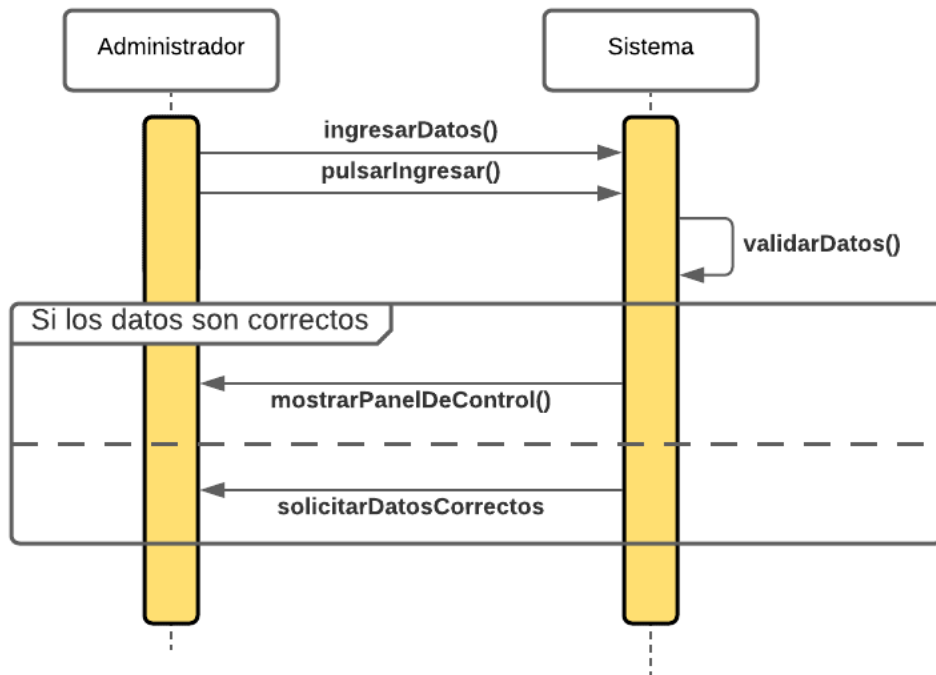 Administrador
Sistema
ingresarDatos()
pulsarIngresar()
validarDatos()
Si los datos son correctos
mostrarPanelDeControl()
solicitarDatosCorrectos